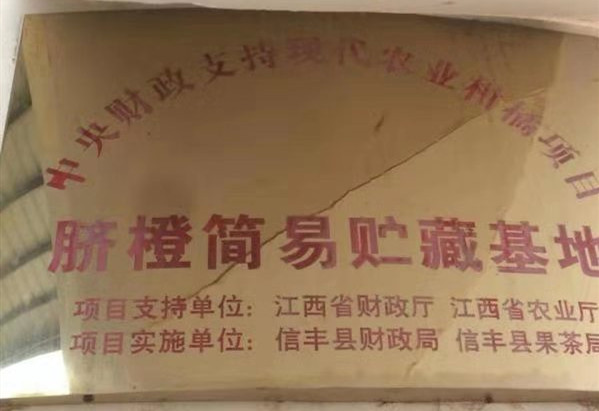 中央财政支持现代农业柑橘项目
脐橙简易贮藏基地
项目支持单位：江西省财政厅 江西省农业厅
项目实施单位：信丰县财政局 信丰县果茶局